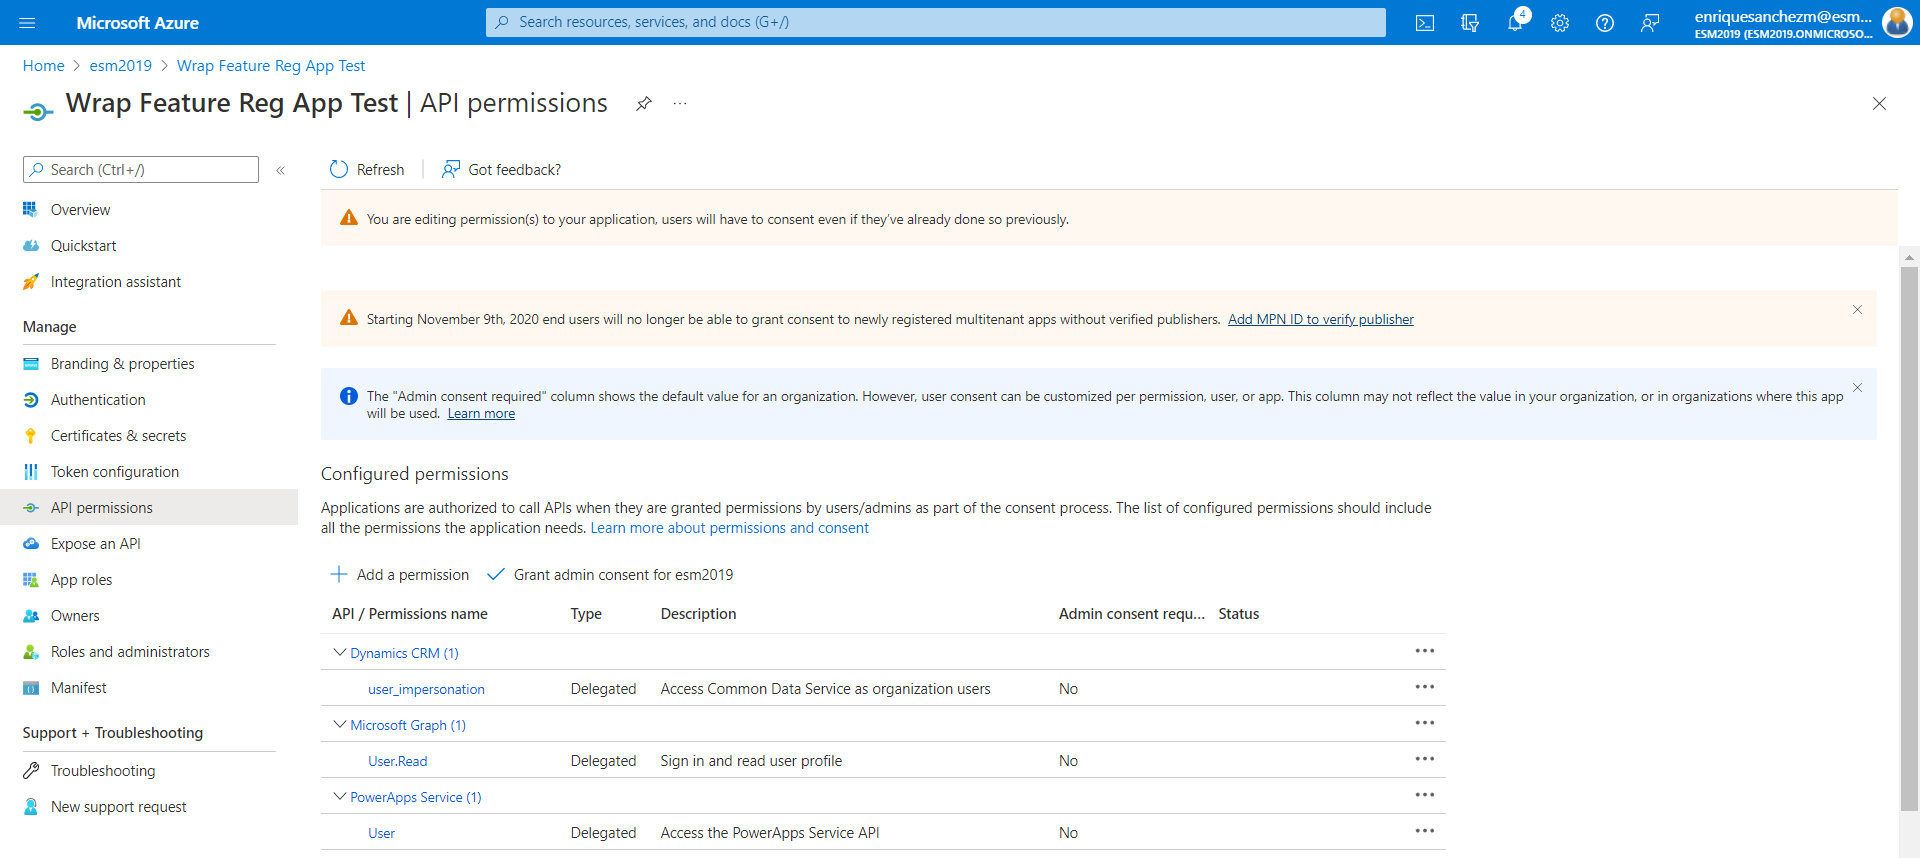 Microsoft Azure
Search resources, services, and docs (G+/)
4
enriquesanchezm@esm...
ESM2019 (ESM2019.ONMICROSO...
Home > esm2019 > Wrap Feature Reg App Test
Wrap Feature Reg App Test | API permissions
Search (Ctrl+/)
Overview
Quickstart
Integration assistant
Manage
Branding & properties
Authentication
Certificates & secrets
Token configuration
API permissions
Expose an API
App roles
Owners
Roles and administrators
Manifest
Support + Troubleshooting
Troubleshooting
New support request
Refresh
Got feedback?
You are editing permission(s) to your application, users will have to consent even if they've already done so previously.
Starting November 9th, 2020 end users will no longer be able to grant consent to newly registered multitenant apps without verified publishers. Add MPN ID to verify publisher
The "Admin consent required" column shows the default value for an organization. However, user consent can be customized per permission, user, or app. This column may not reflect the value in your organization, or in organizations where this app
will be used. Learn more
Configured permissions
Applications are authorized to call APIs when they are granted permissions by users/admins as part of the consent process. The list of configured permissions should include
all the permissions the application needs. Learn more about permissions and consent
Add a permission Grant admin consent for esm2019
API / Permissions name Type Description Admin consent requ... Status
Dynamics CRM (1)
user_impersonation Delegated Access Common Data Service as organization users No
Microsoft Graph (1)
User.Read Delegated Sign in and read user profile No
PowerApps Service (1)
User Delegated Access the PowerApps Service API No